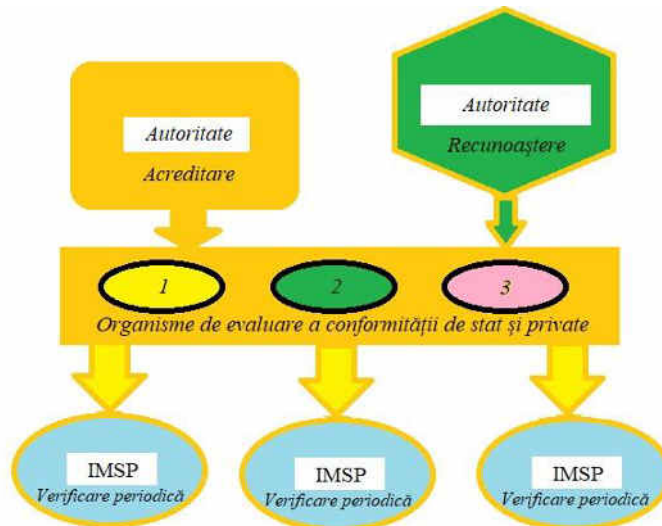 Autoritate
Acreditare
Autoritate
Recunoaștere
1 2 3
Organisme de evaluare a conformității de stat și private
IMSP
Verificare periodică
IMSP
Verificare periodică
IMSP
Verificare periodică